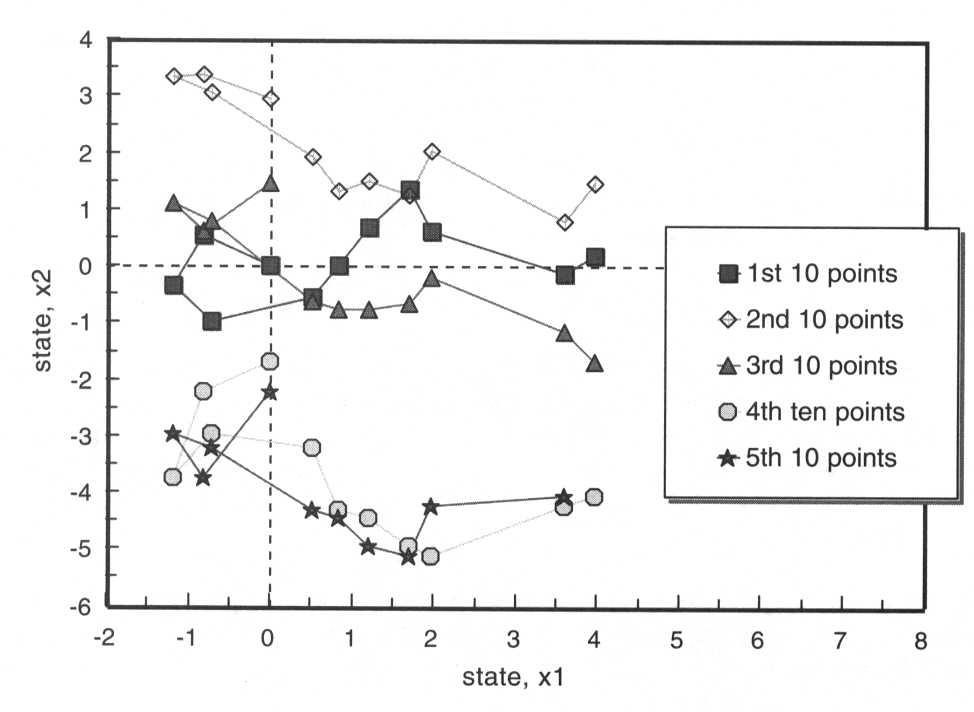 4
3
2
1
0
-1
-2
-3
-4
-5
-6
state, x2
-2 -1 0 1 2 3 4 5 6 7 8
state, x1
1st 10 points
2nd 10 points
3rd 10 points
4th ten points
5th 10 points